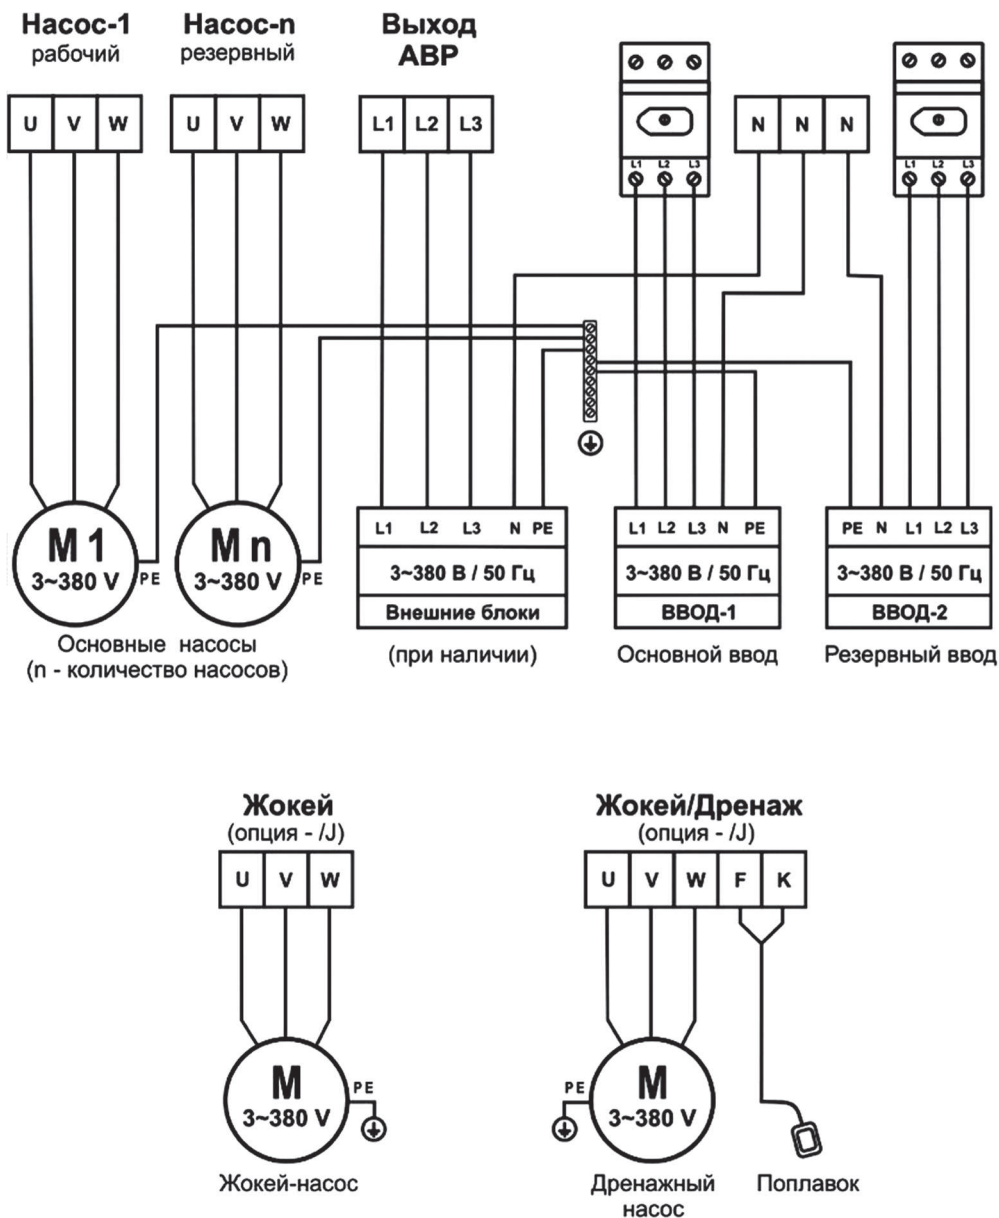 Насос-1
рабочий
Насос-n
резервный
Выход
АВР
U V W
U V W
L1 L2 L3
N N N
L1 L2 L3
L1 L2 L3
M 1
3~380 V
PE
M n
3~380 V
PE
L1 L2 L3 N PE
3~380 В / 50 Гц
Внешние блоки
(при наличии)
L1 L2 L3 N PE
3~380 В / 50 Гц
ВВОД-1
Основной ввод
PE N L1 L2 L3
3~380 В / 50 Гц
ВВОД-2
Резервный ввод
Основные насосы
(n - количество насосов)
Жокей
(опция - /J)
U V W
M
3~380 V
PE
Жокей-насос
Жокей/Дренаж
(опция - /J)
U V W F K
PE
M
3~380 V
Дренажный
насос
Поплавок